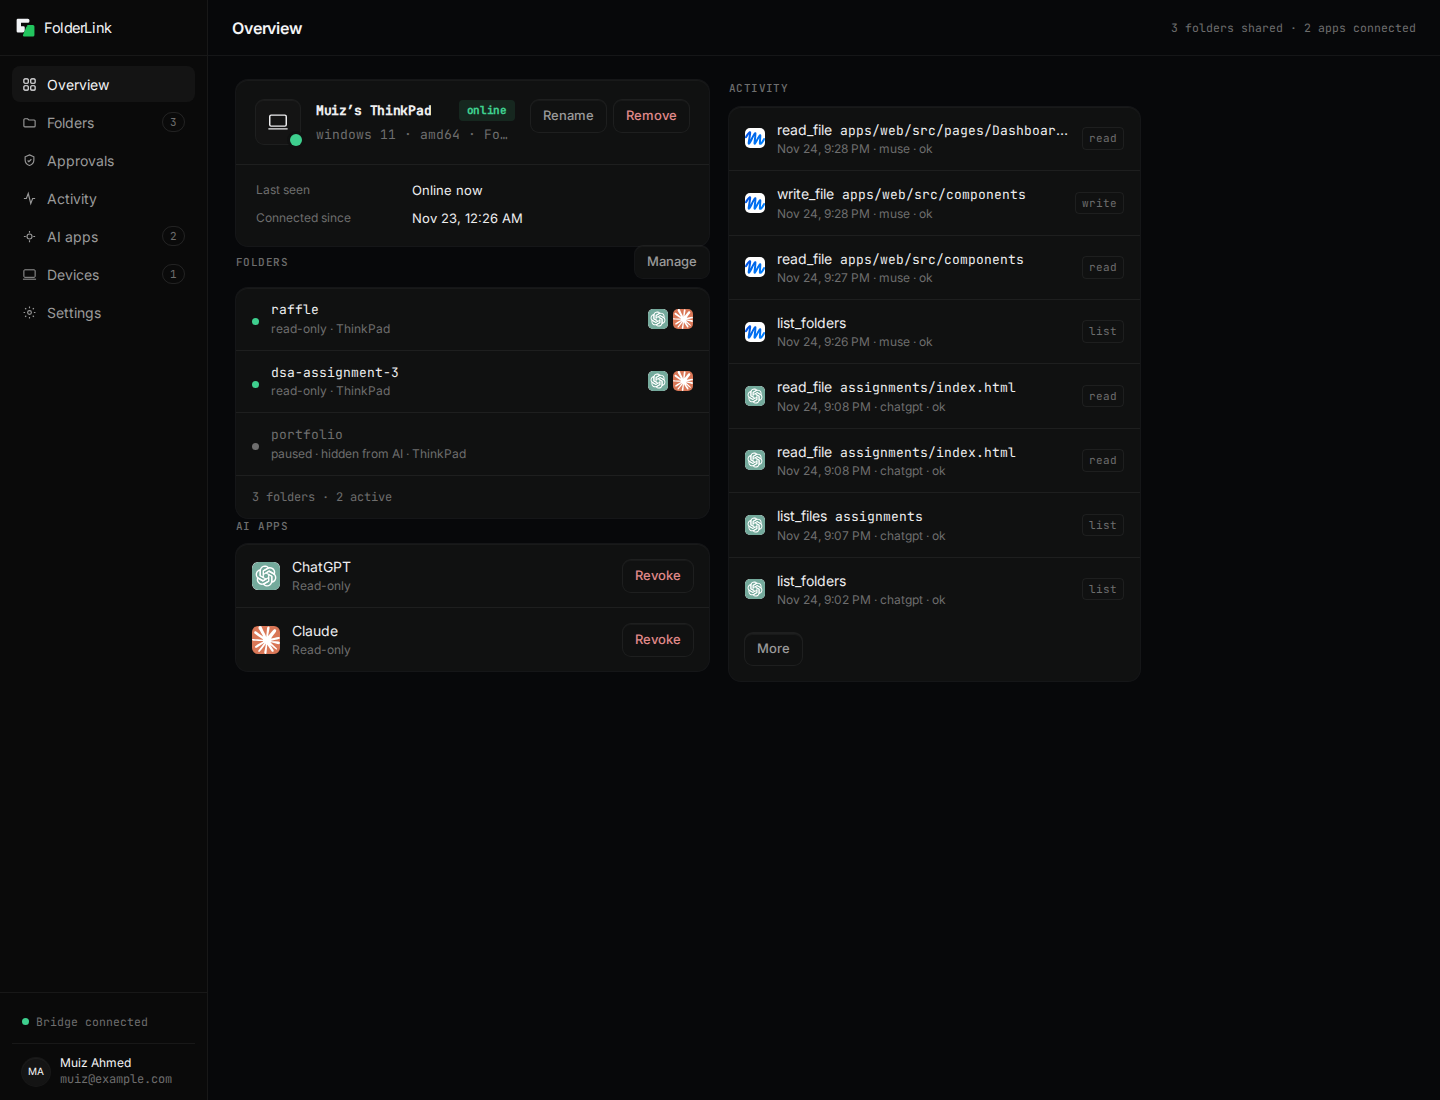 FolderLink
Overview
Folders 3
Approvals
Activity
AI apps 2
Devices 1
Settings
Bridge connected
MA
Muiz Ahmed
muiz@example.com
Overview
3 folders shared · 2 apps connected
Muiz’s ThinkPad online
windows 11 · amd64 · Fo…
Rename
Remove
Last seen Online now
Connected since Nov 23, 12:26 AM
FOLDERS
Manage
raffle
read-only · ThinkPad
dsa-assignment-3
read-only · ThinkPad
portfolio
paused · hidden from AI · ThinkPad
3 folders · 2 active
AI APPS
ChatGPT
Read-only
Revoke
Claude
Read-only
Revoke
ACTIVITY
read_file apps/web/src/pages/Dashboar…
Nov 24, 9:28 PM · muse · ok
read
write_file apps/web/src/components
Nov 24, 9:28 PM · muse · ok
write
read_file apps/web/src/components
Nov 24, 9:27 PM · muse · ok
read
list_folders
Nov 24, 9:26 PM · muse · ok
list
read_file assignments/index.html
Nov 24, 9:08 PM · chatgpt · ok
read
read_file assignments/index.html
Nov 24, 9:08 PM · chatgpt · ok
read
list_files assignments
Nov 24, 9:07 PM · chatgpt · ok
list
list_folders
Nov 24, 9:02 PM · chatgpt · ok
list
More